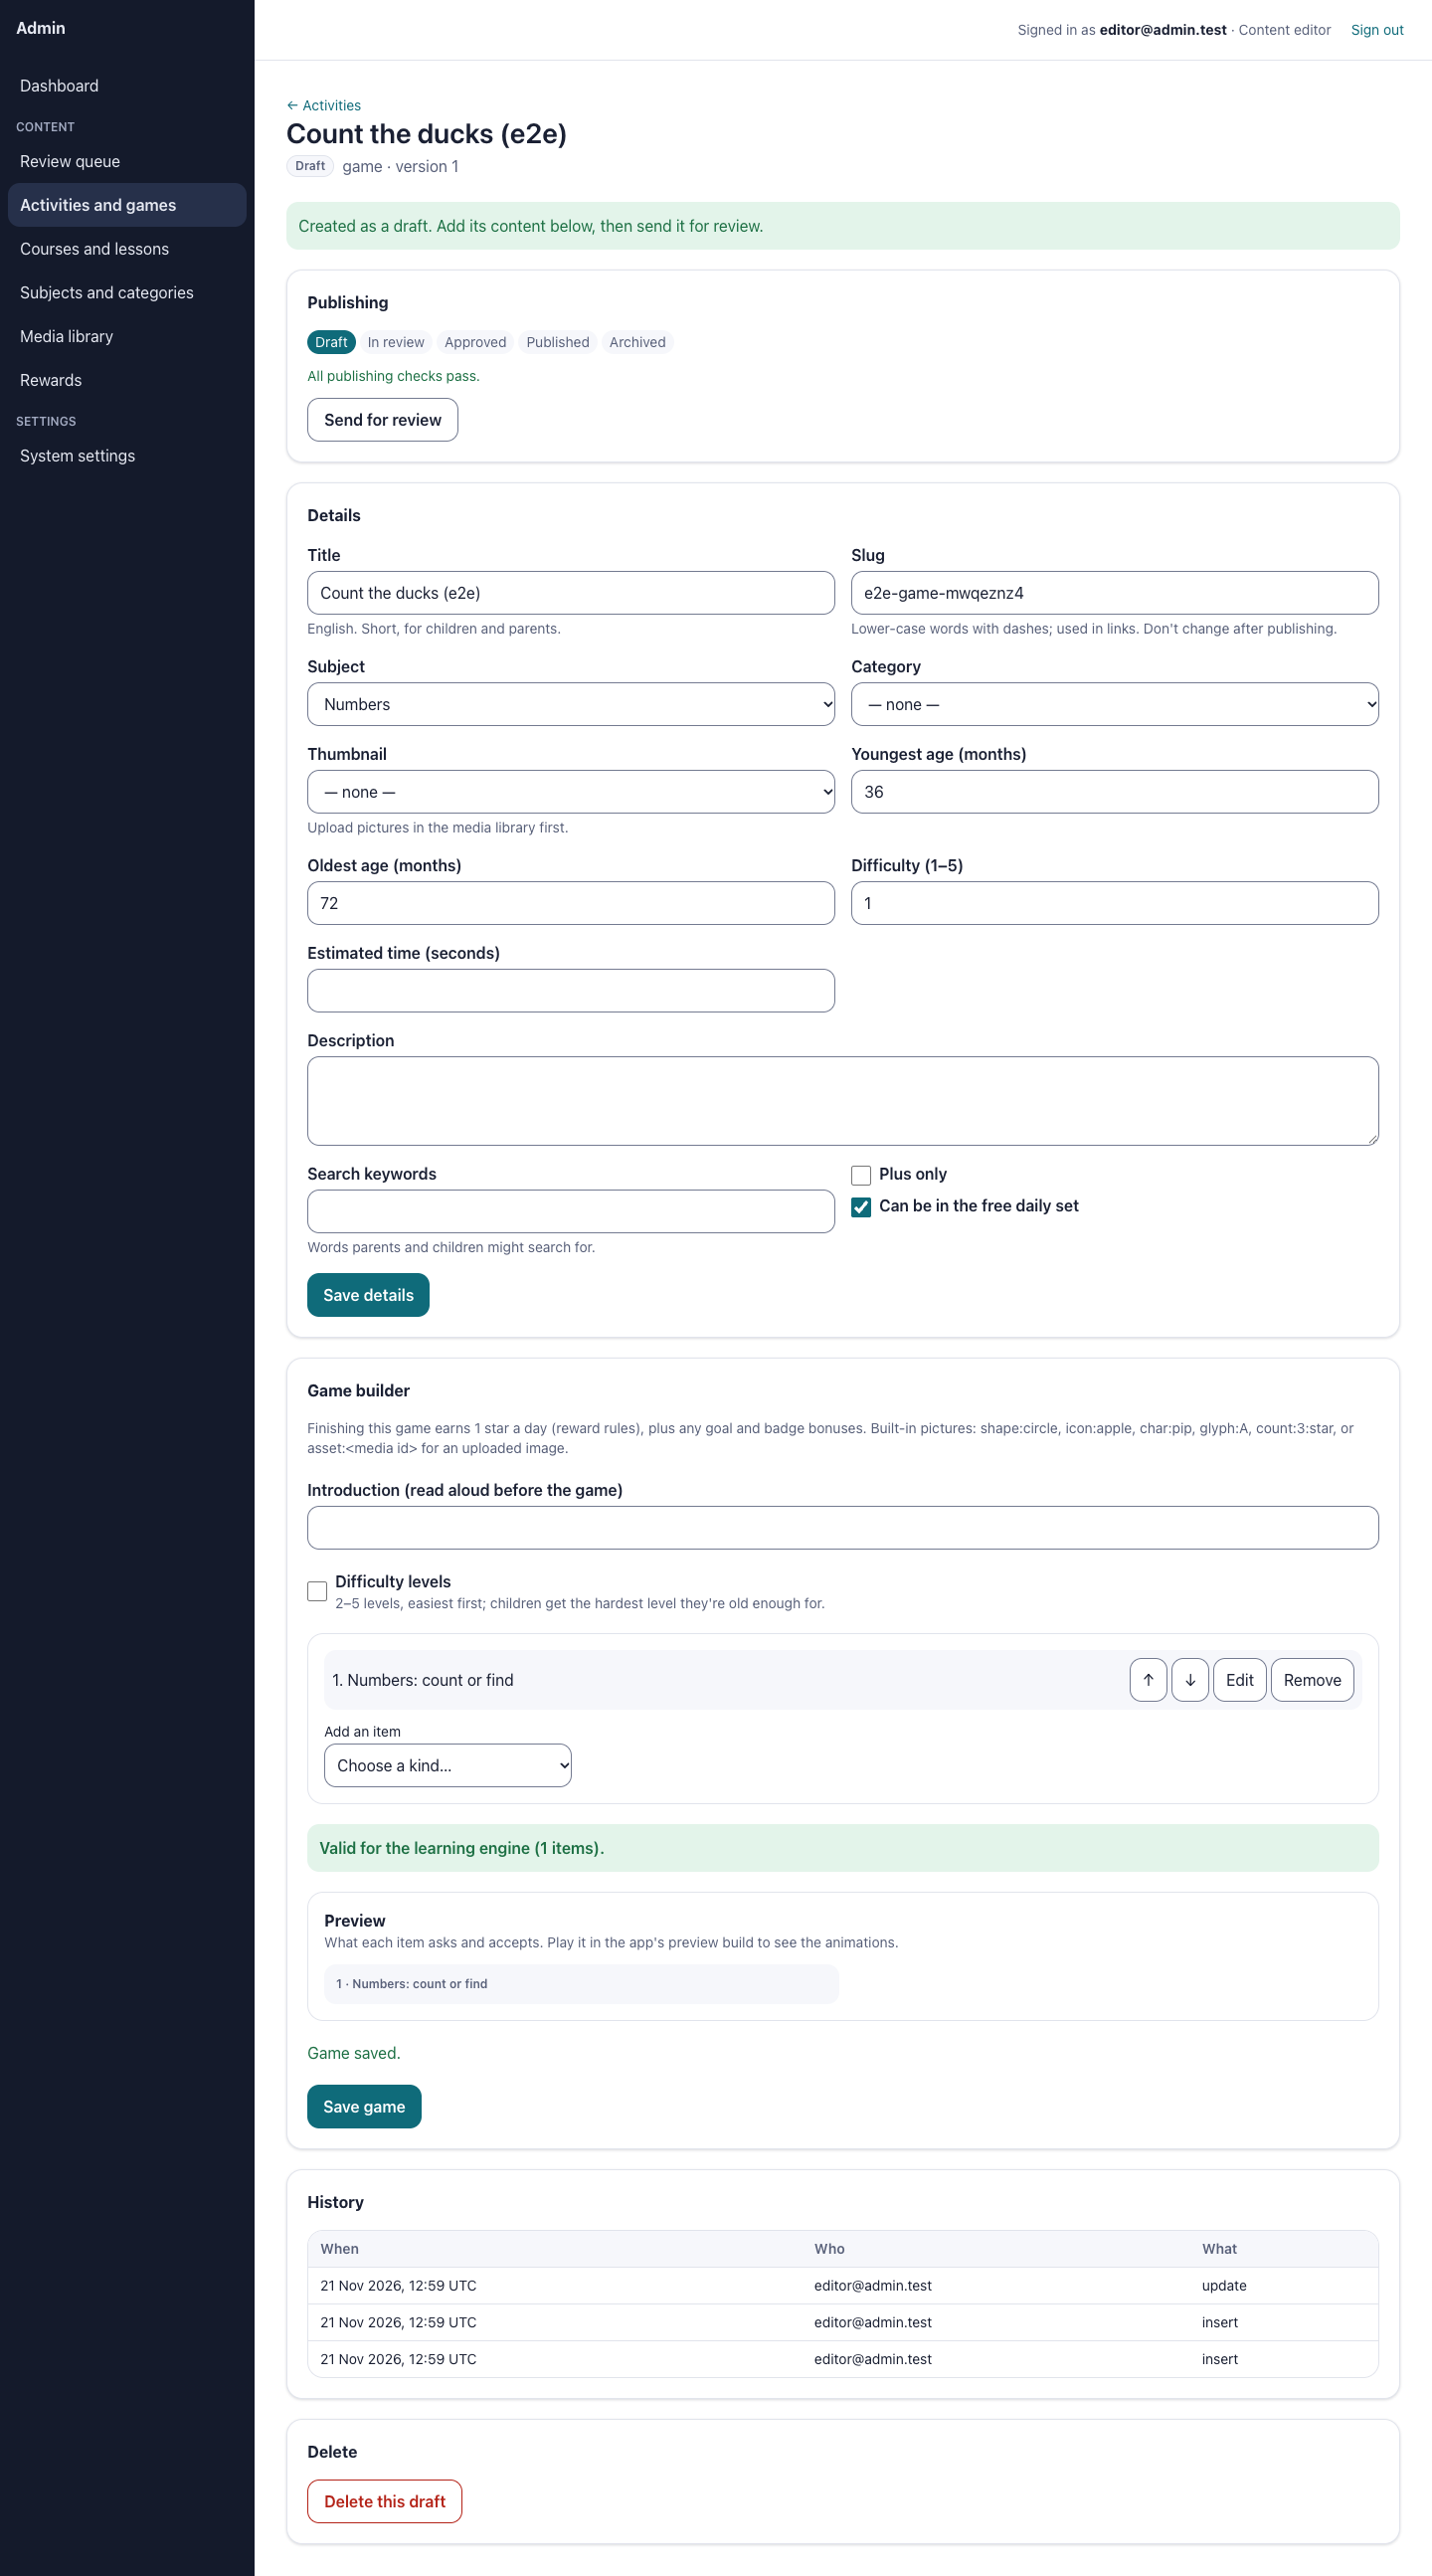 Admin
Signed in as editor@admin.test · Content editor Sign out
Dashboard
CONTENT
Review queue
Activities and games
Courses and lessons
Subjects and categories
Media library
Rewards
SETTINGS
System settings
← Activities
Count the ducks (e2e)
Draft game · version 1
Created as a draft. Add its content below, then send it for review.
Publishing
Draft In review Approved Published Archived
All publishing checks pass.
Send for review
Details
Title Slug
Count the ducks (e2e) e2e-game-mwqeznz4
English. Short, for children and parents. Lower-case words with dashes; used in links. Don't change after publishing.
Subject Category
Numbers — none —
Thumbnail Youngest age (months)
— none — 36
Upload pictures in the media library first.
Oldest age (months) Difficulty (1–5)
72 1
Estimated time (seconds)
Description
Search keywords Plus only
Can be in the free daily set
Words parents and children might search for.
Save details
Game builder
Finishing this game earns 1 star a day (reward rules), plus any goal and badge bonuses. Built-in pictures: shape:circle, icon:apple, char:pip, glyph:A, count:3:star, or
asset:<media id> for an uploaded image.
Introduction (read aloud before the game)
Difficulty levels
2–5 levels, easiest first; children get the hardest level they're old enough for.
1. Numbers: count or find ↑ ↓ Edit Remove
Add an item
Choose a kind...
Valid for the learning engine (1 items).
Preview
What each item asks and accepts. Play it in the app's preview build to see the animations.
1 · Numbers: count or find
Game saved.
Save game
History
When Who What
21 Nov 2026, 12:59 UTC editor@admin.test update
21 Nov 2026, 12:59 UTC editor@admin.test insert
21 Nov 2026, 12:59 UTC editor@admin.test insert
Delete
Delete this draft